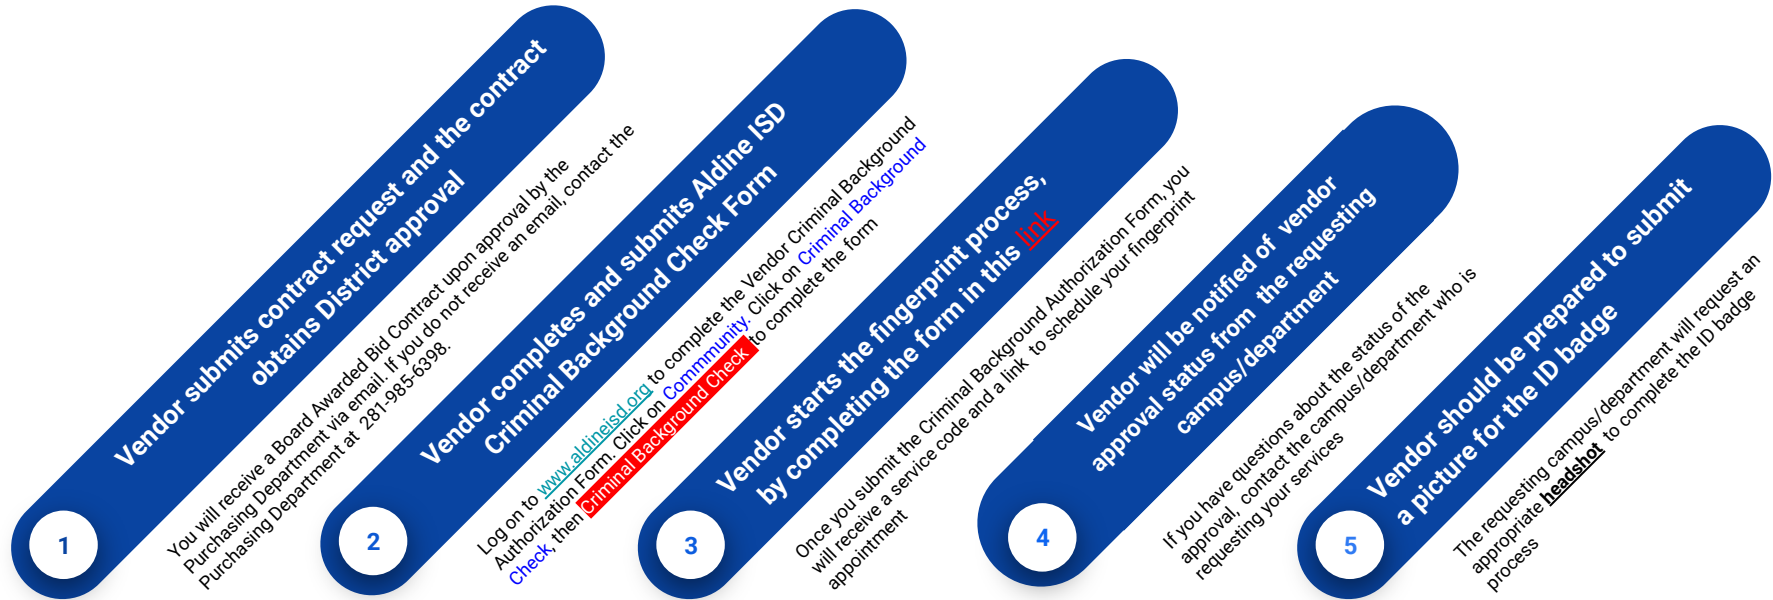 1
Vendor submits contract request and the contract
obtains District approval
You will receive a Board Awarded Bid Contract upon approval by the
Purchasing Department via email. If you do not receive an email, contact the
Purchasing Department at 281-985-6398.
2
Vendor completes and submits Aldine ISD
Criminal Background Check Form
Log on to www.aldineisd.org to complete the Vendor Criminal Background
Authorization Form. Click on Community. Click on Criminal Background
Check, then Criminal Background Check to complete the form
3
Vendor starts the fingerprint process,
by completing the form in this link
Once you submit the Criminal Background Authorization Form, you
will receive a service code and a link to schedule your fingerprint
appointment
4
Vendor will be notified of vendor
approval status from the requesting
campus/department
If you have questions about the status of the
approval, contact the campus/department who is
requesting your services
5
Vendor should be prepared to submit
a picture for the ID badge
The requesting campus/department will request an
appropriate headshot to complete the ID badge
process